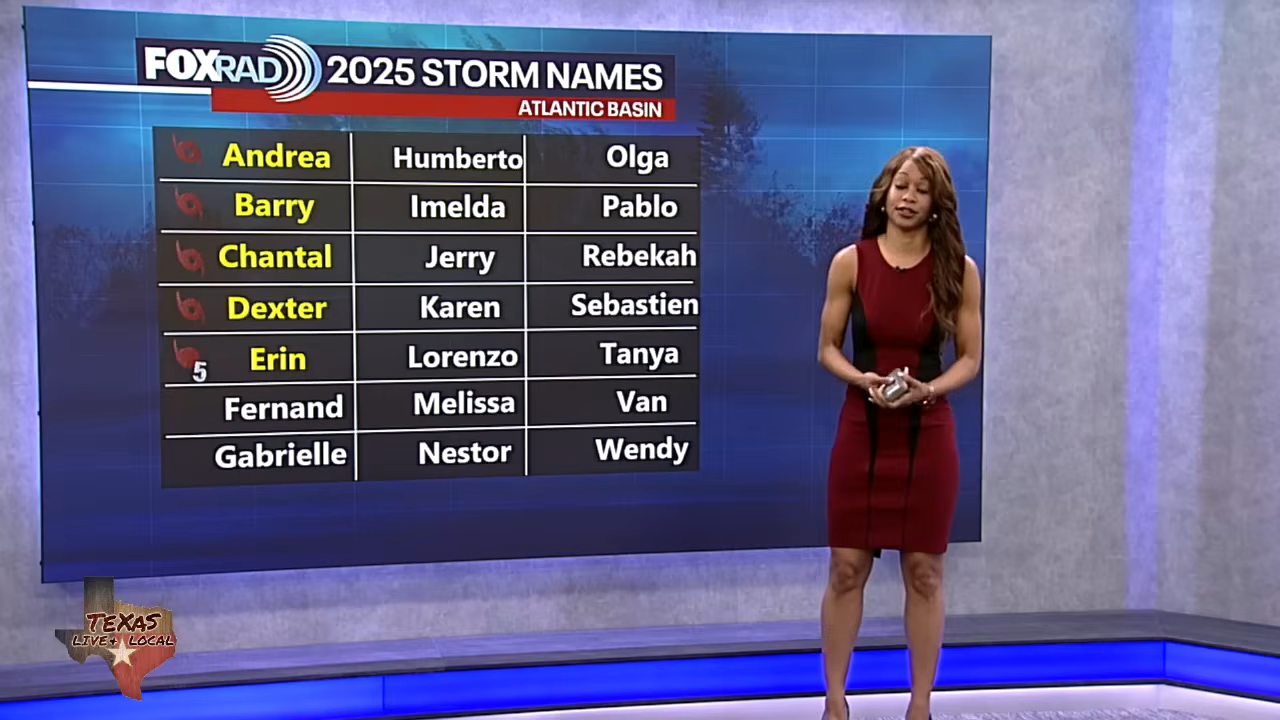 FOXRAD 2025 STORM NAMES
ATLANTIC BASIN
Andrea Humberto Olga
Barry Imelda Pablo
Chantal Jerry Rebekah
Dexter Karen Sebastien
5 Erin Lorenzo Tanya
Fernand Melissa Van
Gabrielle Nestor Wendy
TEXAS
LIVE + LOCAL